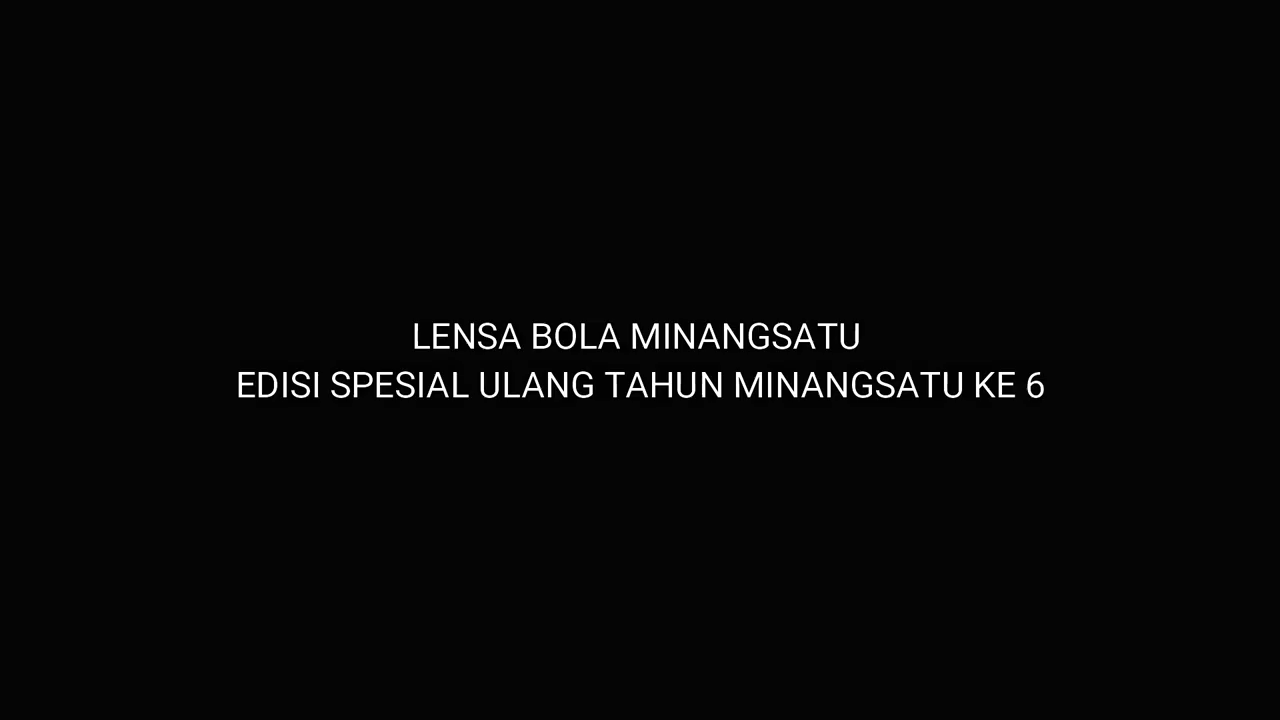 LENSA BOLA MINANGSATU
EDISI SPESIAL ULANG TAHUN MINANGSATU KE 6